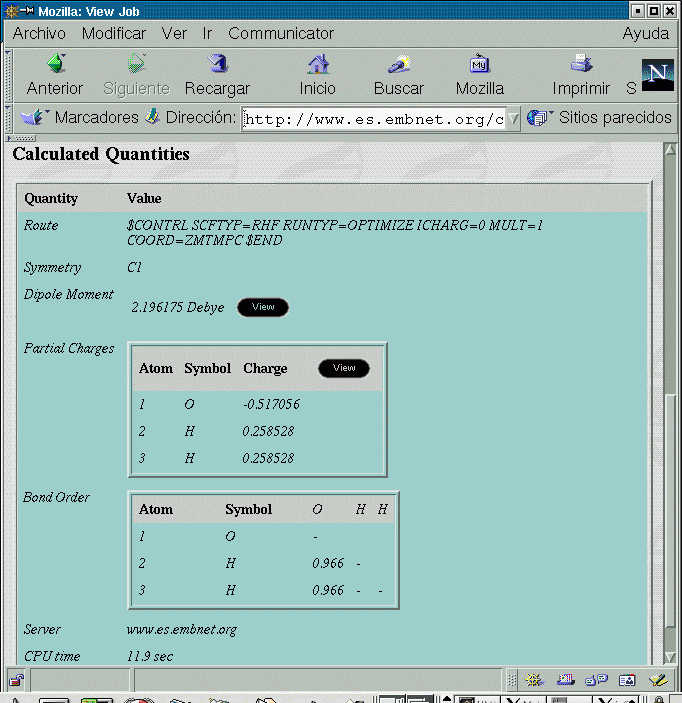 Mozilla: View Job
Archivo Modificar Ver Ir Communicator Ayuda
Anterior Siguiente Recargar Inicio Buscar Mozilla Imprimir S
My
N
Marcadores Dirección: http://www.es.embnet.org/c Sitios parecidos
Calculated Quantities
Quantity Value
Route $CONTRL SCFTYP=RHF RUNTYP=OPTIMIZE ICHARG=0 MULT=1
COORD=ZMTMPC $END
Symmetry C1
Dipole Moment
2.196175 Debye View
Partial Charges
Atom Symbol Charge View
1 O -0.517056
2 H 0.258528
3 H 0.258528
Bond Order
Atom Symbol O H H
1 O -
2 H 0.966 -
3 H 0.966 - -
Server www.es.embnet.org
CPU time 11.9 sec